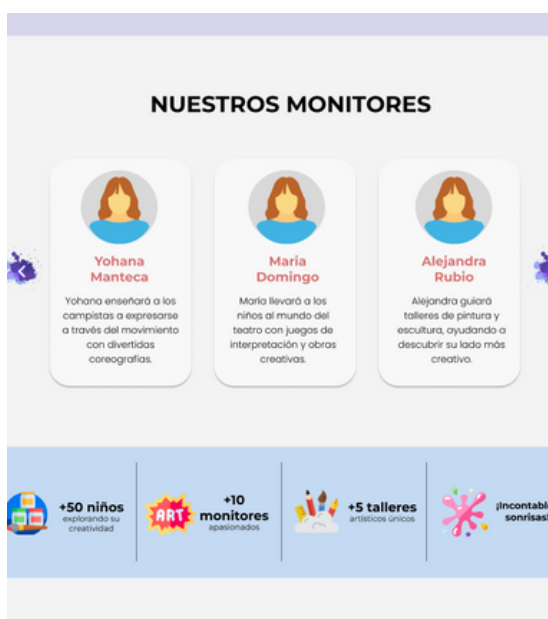 NUESTROS MONITORES
Yohana
Manteca
Yohana enseñará a los
campistas a expresarse
a través del movimiento
con divertidas
coreografías.
Maria
Domingo
María llevará a los
niños al mundo del
teatro con juegos de
interpretación y obras
creativas.
Alejandra
Rubio
Alejandra guiará
talleres de pintura y
escultura, ayudando a
descubrir su lado más
creativo.
+50 niños
explorando su
creatividad
ART
+10
monitores
apasionados
+5 talleres
artísticos únicos
¡Incontable
sonrisas!